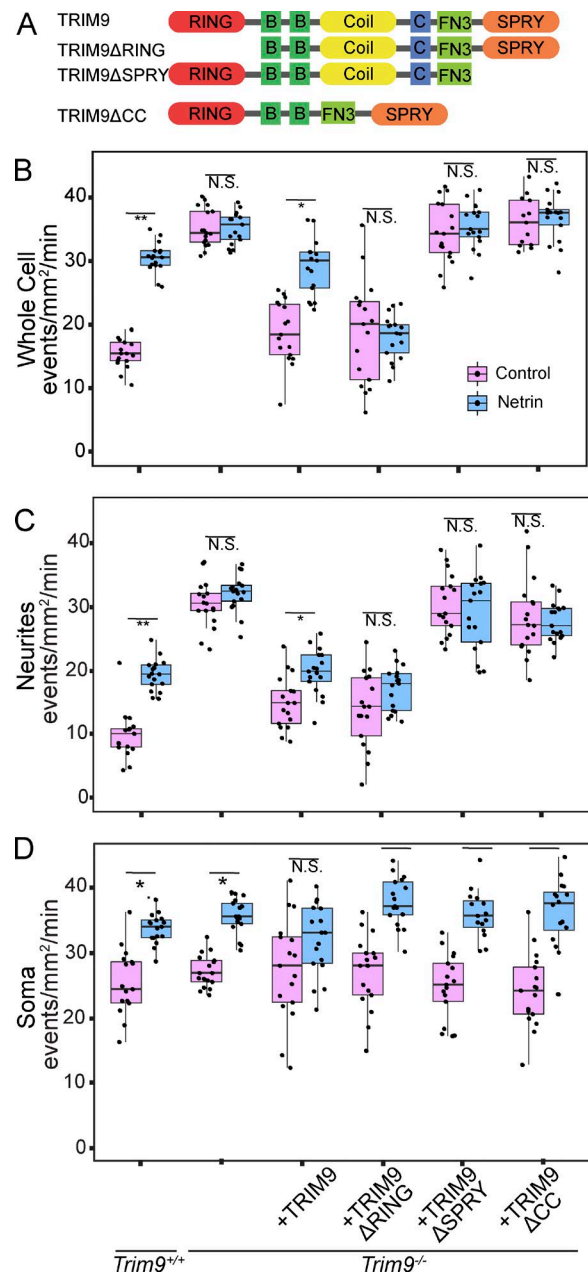 A
TRIM9 RING B B Coil C FN3 SPRY
TRIM9ΔRING B B Coil C FN3 SPRY
TRIM9ΔSPRY RING B B Coil C FN3
TRIM9ΔCC RING B B FN3 SPRY
B
Whole Cell
events/mm²/min
40
30
20
10
0
** N.S. * N.S. N.S. N.S.
Control
Netrin
C
Neurites
events/mm²/min
40
30
20
10
0
** N.S. * N.S. N.S. N.S.
D
Soma
events/mm²/min
40
30
20
10
0
* * N.S.
+TRIM9
+TRIM9
ΔRING
+TRIM9
ΔSPRY
+TRIM9
ΔCC
Trim9+/+ Trim9-/-